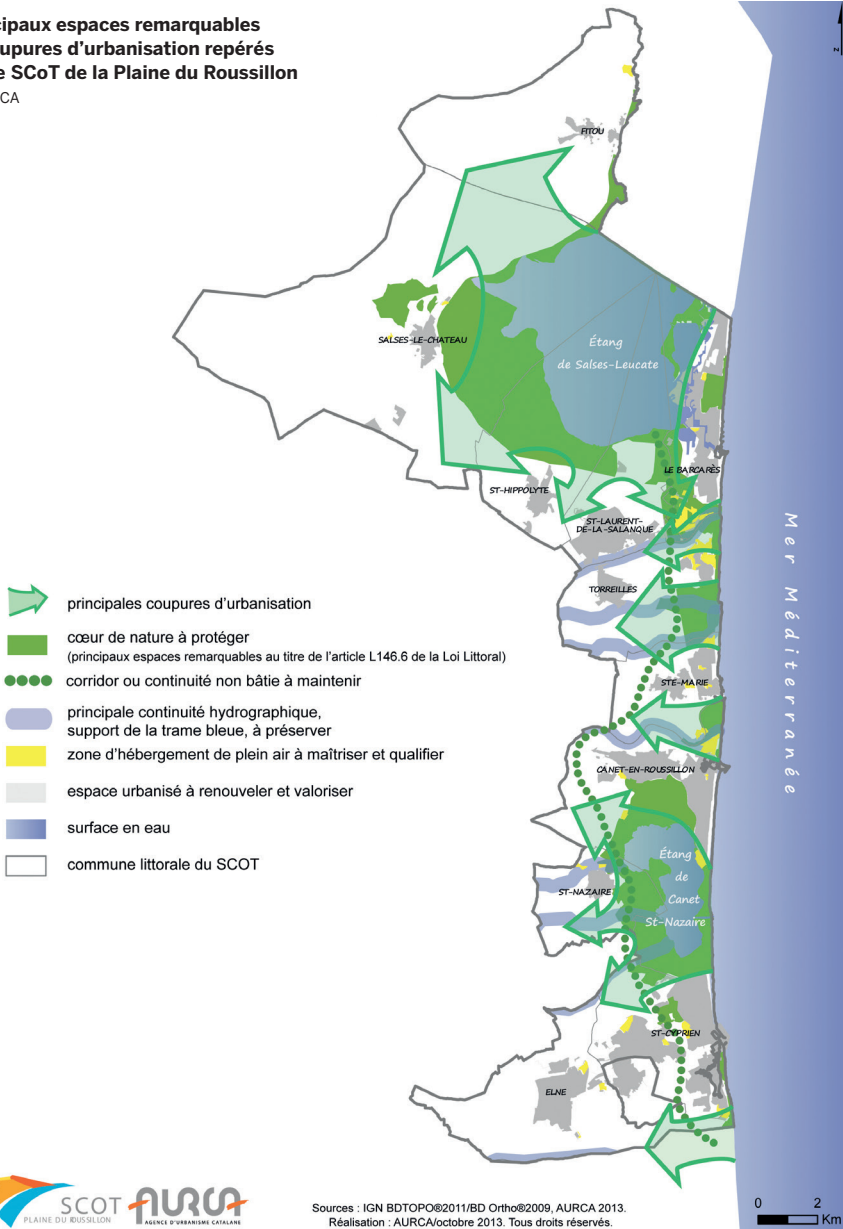 cipaux espaces remarquables
oupures d'urbanisation repérés
e SCoT de la Plaine du Roussillon
CA
N
FITOU
SALSES-LE-CHATEAU
Étang
de Salses-Leucate
LE BARCARÈS
ST-HIPPOLYTE
ST-LAURENT-
DE-LA-SALANQUE
TORREILLES
Mer Méditerranée
principales coupures d'urbanisation
cœur de nature à protéger
(principaux espaces remarquables au titre de l'article L146.6 de la Loi Littoral)
corridor ou continuité non bâtie à maintenir
STE-MARIE
principale continuité hydrographique,
support de la trame bleue, à préserver
zone d'hébergement de plein air à maîtriser et qualifier
CANET-EN-ROUSSILLON
espace urbanisé à renouveler et valoriser
surface en eau
commune littorale du SCOT
Étang
de
Canet
St-Nazaire
ST-NAZAIRE
ST-CYPRIEN
ELNE
SCOT
PLAINE DU ROUSSILLON
AURCA
AGENCE D'URBANISME CATALANE
Sources : IGN BDTOPO®2011/BD Ortho®2009, AURCA 2013.
Réalisation : AURCA/octobre 2013. Tous droits réservés.
0 2
Km